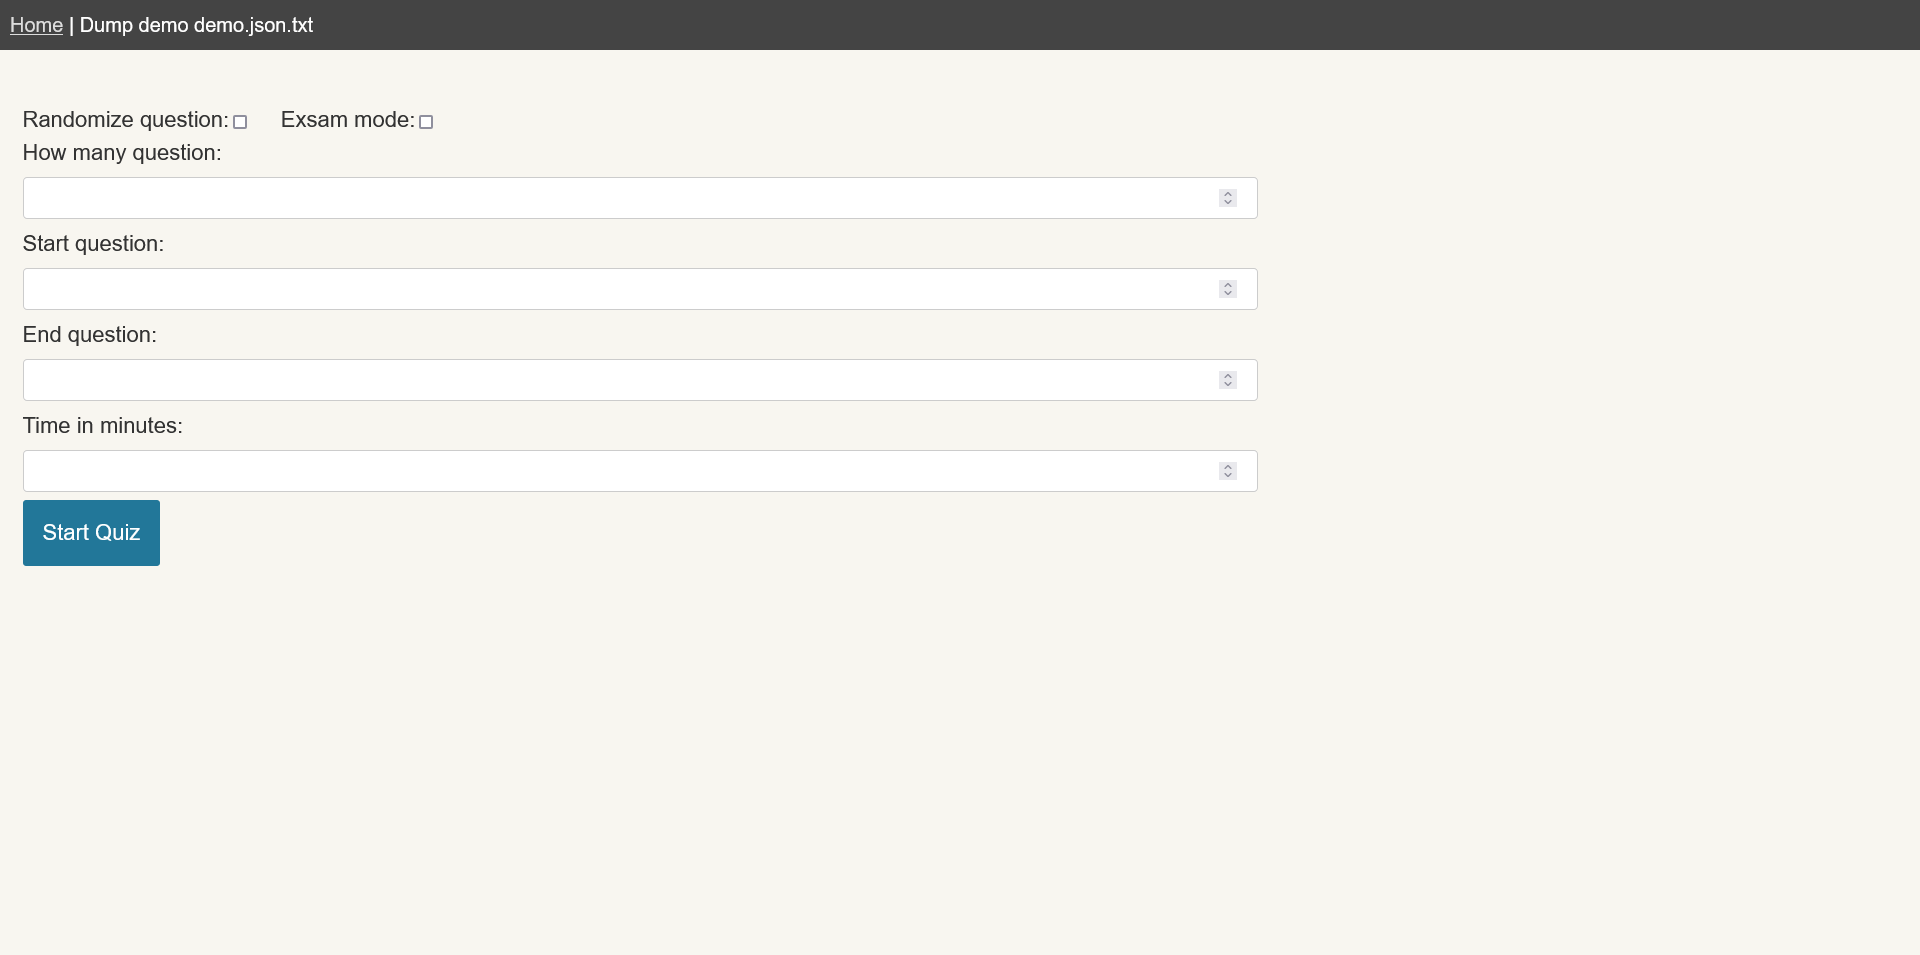 Home | Dump demo demo.json.txt
Randomize question: Exsam mode:
How many question:
Start question:
End question:
Time in minutes:
Start Quiz